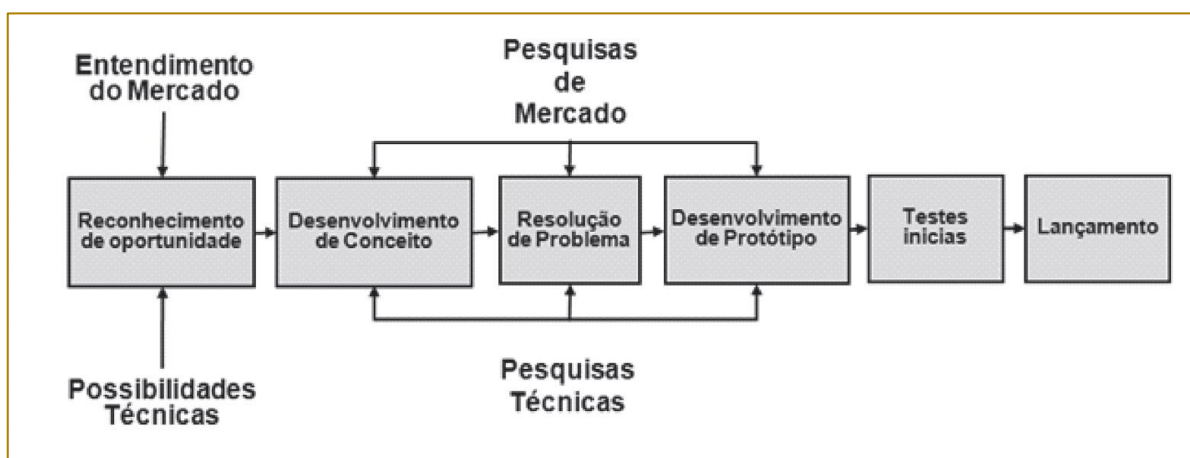 Entendimento
do Mercado
Pesquisas
de
Mercado
Reconhecimento
de oportunidade
Desenvolvimento
de Conceito
Resolução
de Problema
Desenvolvimento
de Protótipo
Testes
inicias
Lançamento
Possibilidades
Técnicas
Pesquisas
Técnicas